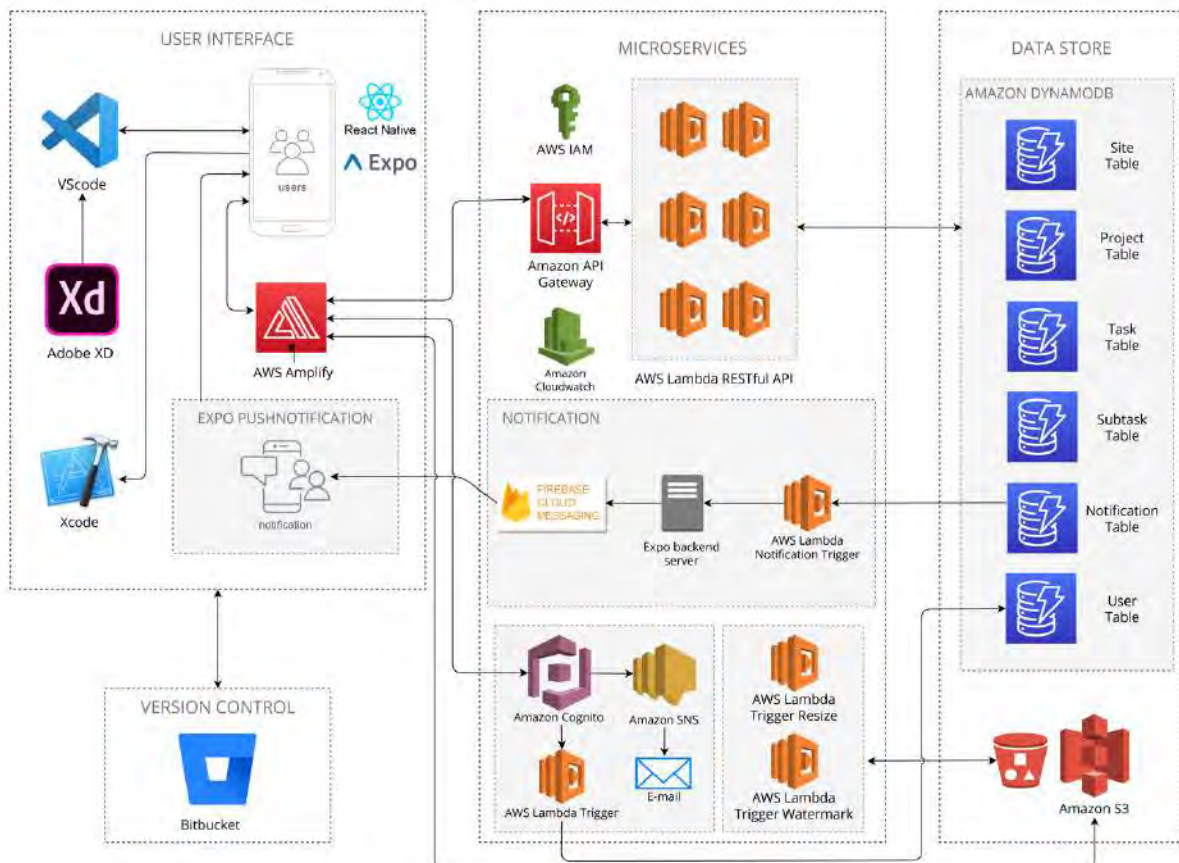 USER INTERFACE
VScode
users
React Native
Expo
Xd
Adobe XD
AWS Amplify
EXPO PUSHNOTIFICATION
notification
Xcode
VERSION CONTROL
Bitbucket
MICROSERVICES
AWS IAM
Amazon API
Gateway
Amazon
Cloudwatch
AWS Lambda RESTful API
NOTIFICATION
FIREBASE
CLOUD
MESSAGING
Expo backend
server
AWS Lambda
Notification Trigger
Amazon Cognito
Amazon SNS
AWS Lambda Trigger
E-mail
AWS Lambda
Trigger Resize
AWS Lambda
Trigger Watermark
DATA STORE
AMAZON DYNAMODB
Site
Table
Project
Table
Task
Table
Subtask
Table
Notification
Table
User
Table
Amazon S3